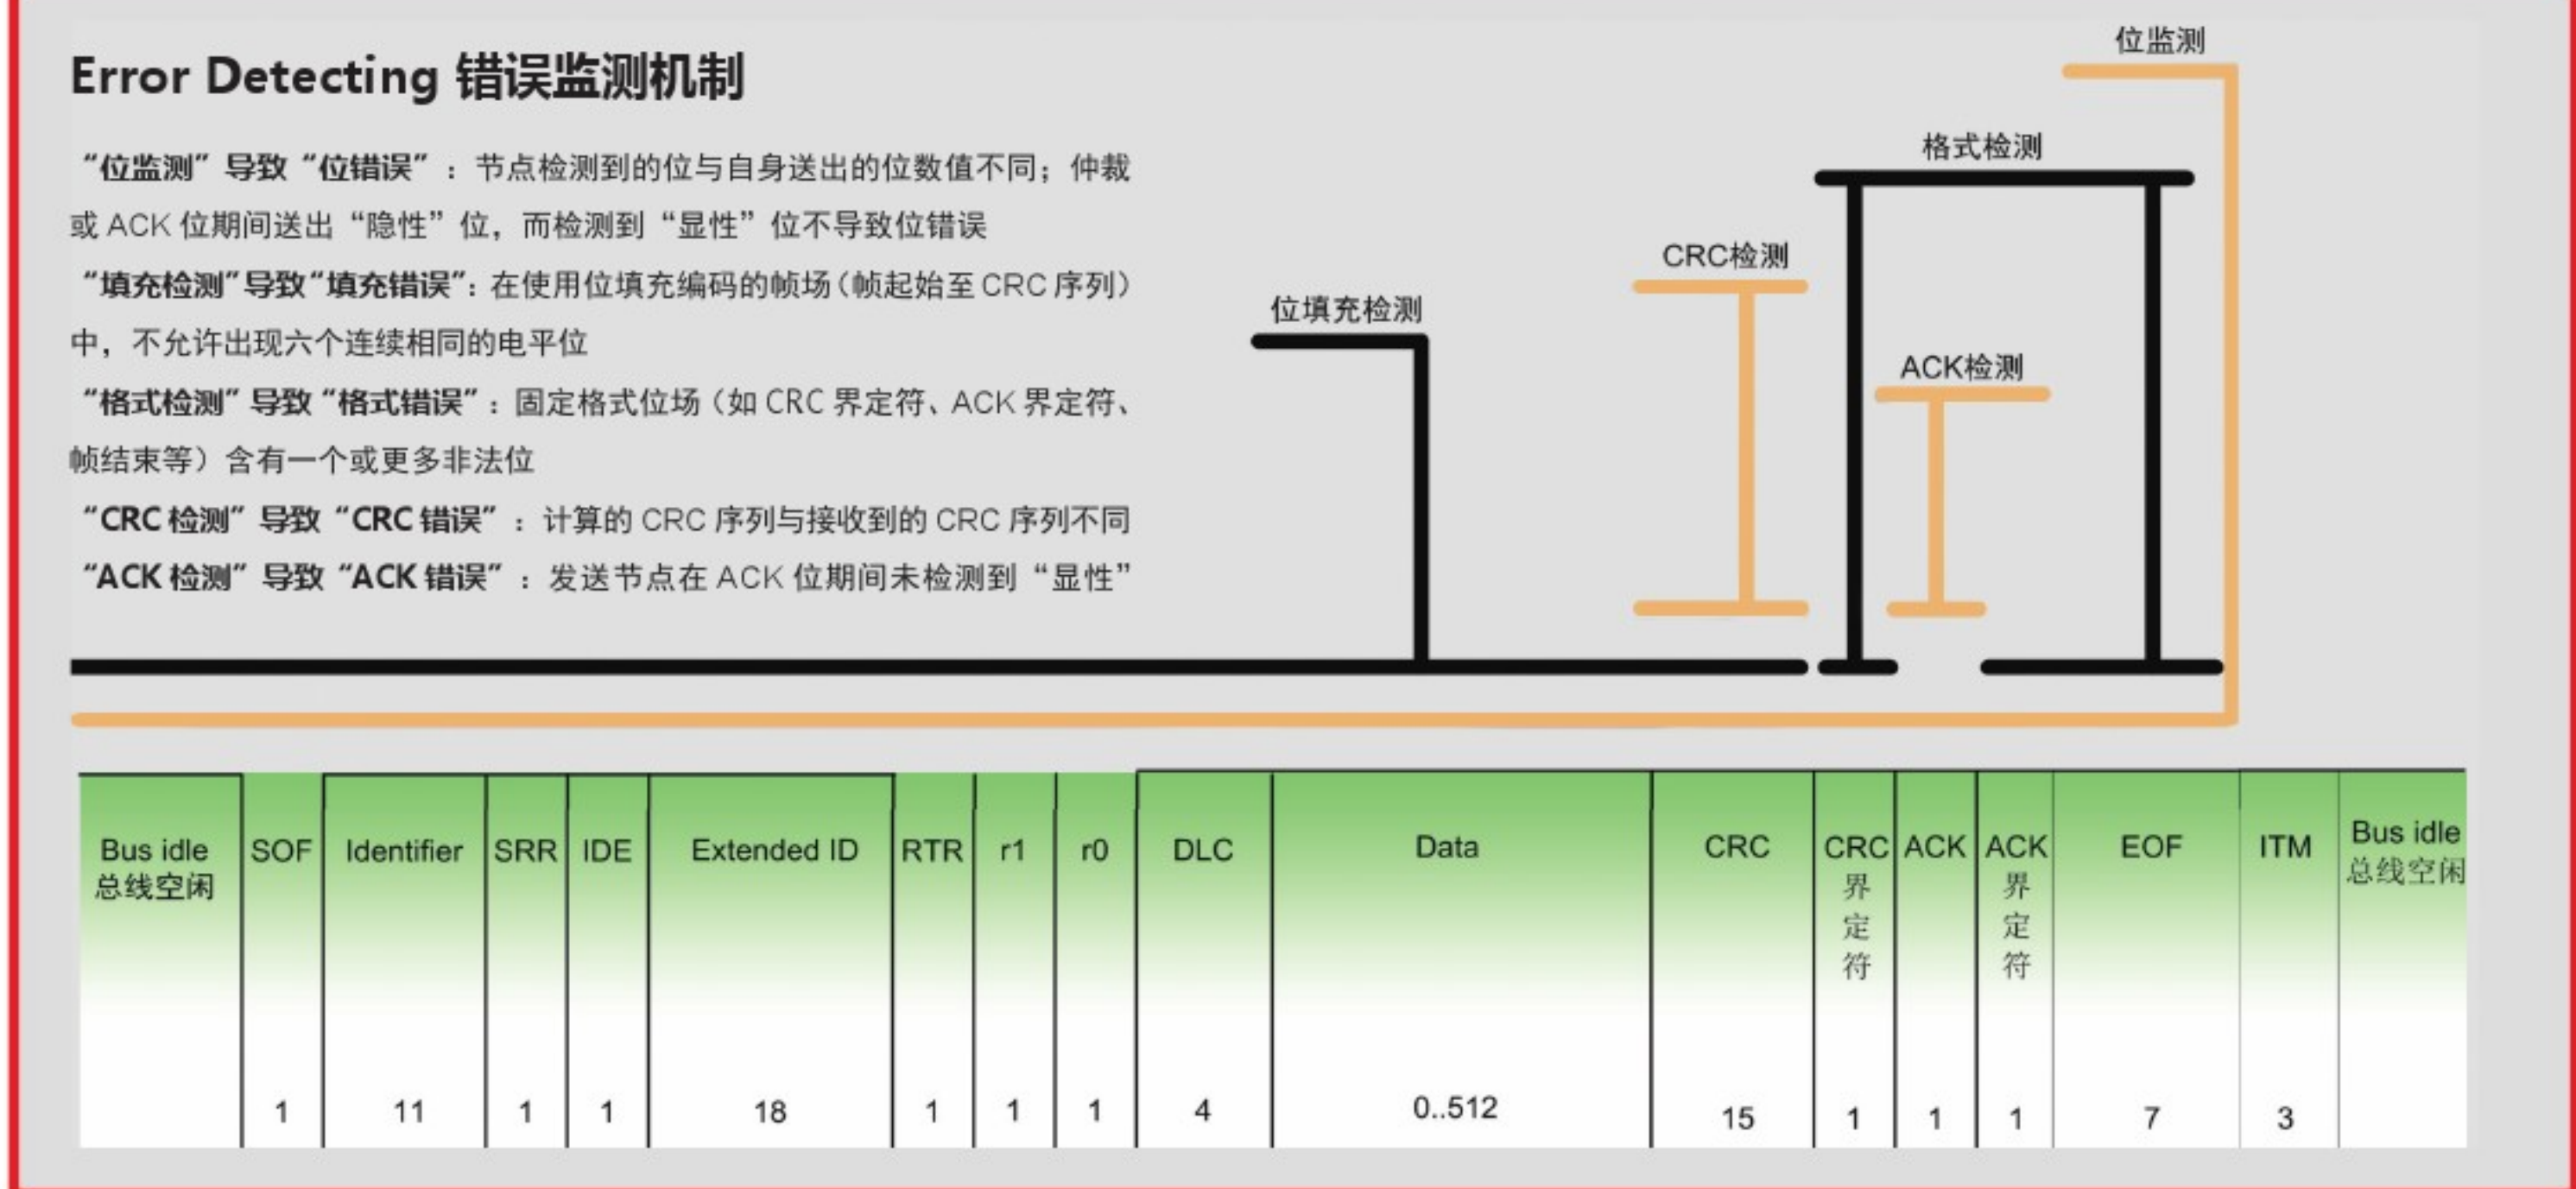 Error Detecting 错误监测机制
“位监测”导致“位错误”：节点检测到的位与自身送出的位数值不同；仲裁
或 ACK 位期间送出“隐性”位，而检测到“显性”位不导致位错误
“填充检测”导致“填充错误”：在使用位填充编码的帧场（帧起始至 CRC 序列）
中，不允许出现六个连续相同的电平位
“格式检测”导致“格式错误”：固定格式位场（如 CRC 界定符、ACK 界定符、
帧结束等）含有一个或更多非法位
“CRC 检测”导致“CRC 错误”：计算的 CRC 序列与接收到的 CRC 序列不同
“ACK 检测”导致“ACK 错误”：发送节点在 ACK 位期间未检测到“显性”
位监测
格式检测
CRC检测
位填充检测
ACK检测
Bus idle 总线空闲
SOF
Identifier
SRR
IDE
Extended ID
RTR
r1
r0
DLC
Data
CRC
CRC界定符
ACK
ACK界定符
EOF
ITM
Bus idle 总线空闲
1
11
1
1
18
1
1
1
4
0..512
15
1
1
1
7
3